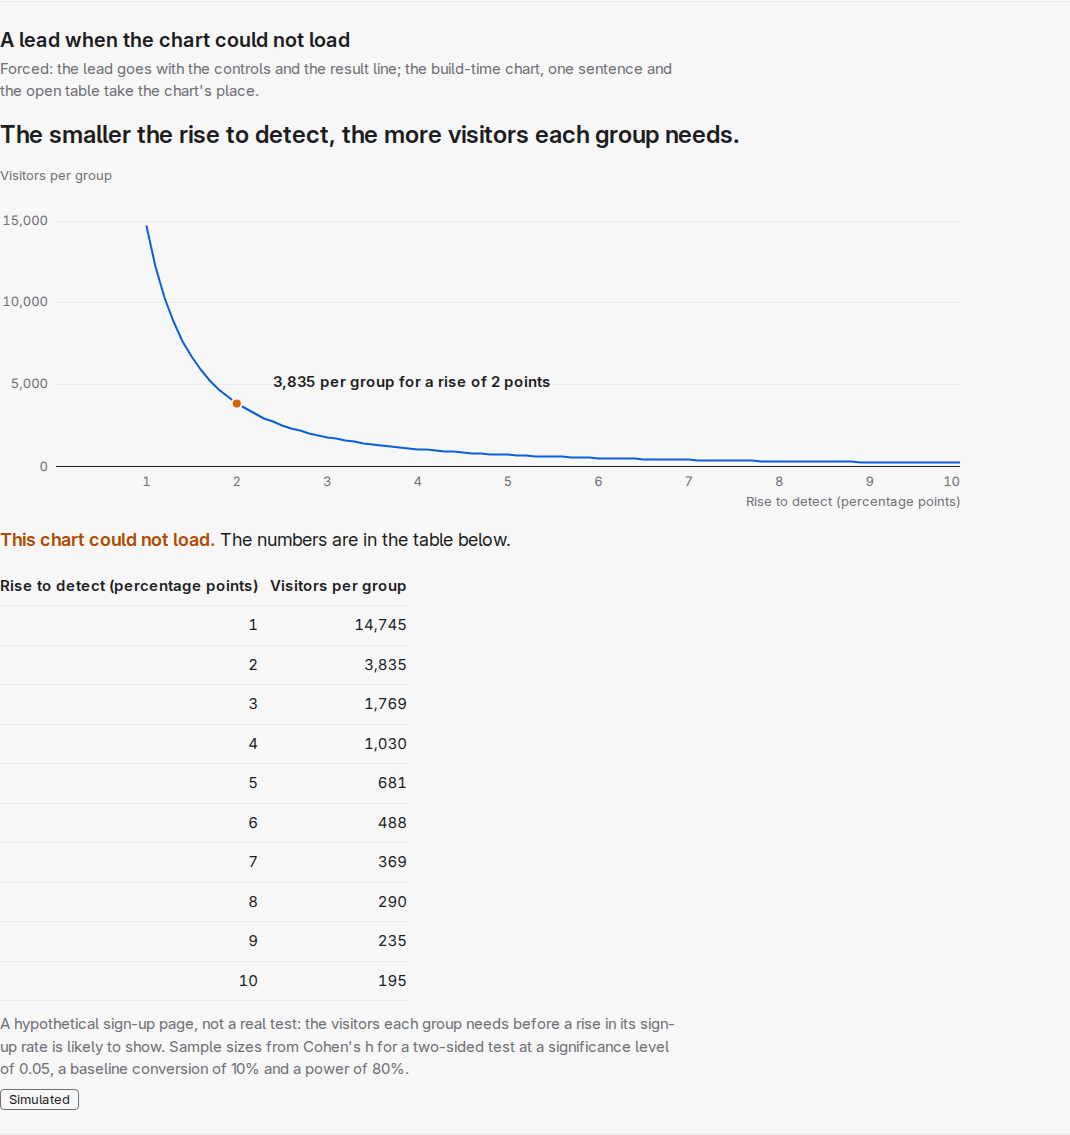 A lead when the chart could not load
Forced: the lead goes with the controls and the result line; the build-time chart, one sentence and
the open table take the chart's place.
The smaller the rise to detect, the more visitors each group needs.
Visitors per group
15,000
10,000
5,000
3,835 per group for a rise of 2 points
0
1 2 3 4 5 6 7 8 9 10
Rise to detect (percentage points)
This chart could not load. The numbers are in the table below.
Rise to detect (percentage points) Visitors per group
1 14,745
2 3,835
3 1,769
4 1,030
5 681
6 488
7 369
8 290
9 235
10 195
A hypothetical sign-up page, not a real test: the visitors each group needs before a rise in its sign-
up rate is likely to show. Sample sizes from Cohen's h for a two-sided test at a significance level
of 0.05, a baseline conversion of 10% and a power of 80%.
Simulated